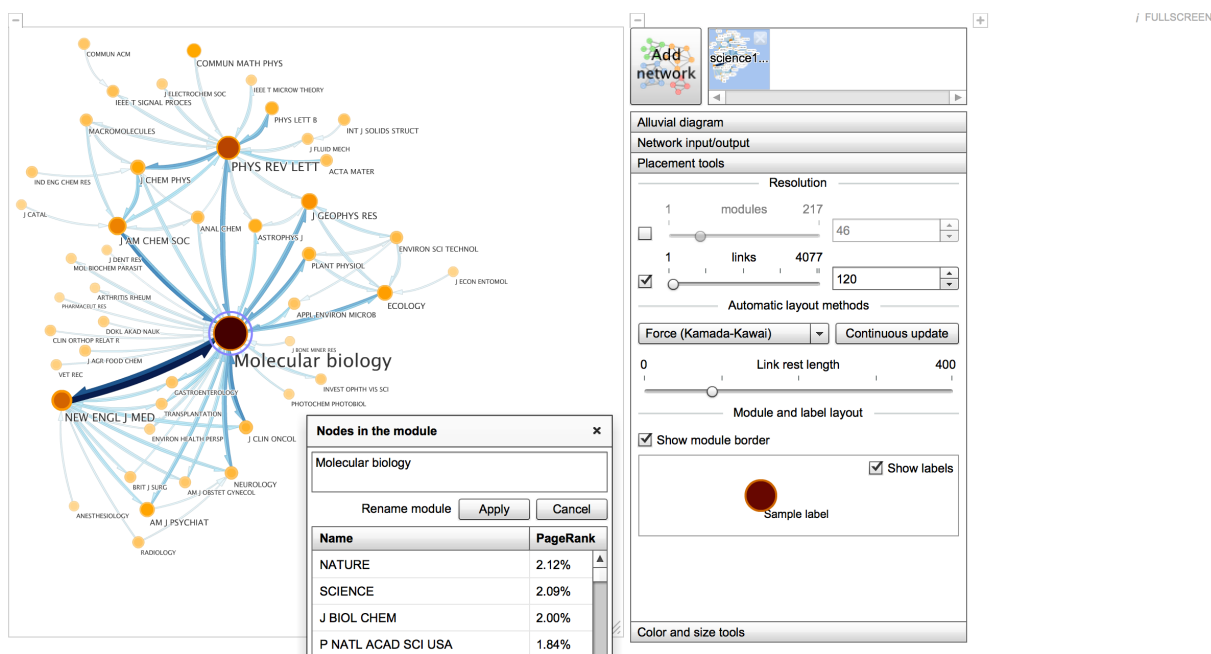 i FULLSCREEN
COMMUN ACM
COMMUN MATH PHYS
J ELECTROCHEM SOC
IEEE T MICROW THEORY
IEEE T SIGNAL PROCES
PHYS LETT B
MACROMOLECULES
INT J SOLIDS STRUCT
J FLUID MECH
PHYS REV LETT
ACTA MATER
IND ENG CHEM RES
J CHEM PHYS
J CATAL
J GEOPHYS RES
ANAL CHEM
J AM CHEM SOC
ASTROPHYS J
ENVIRON SCI TECHNOL
J DENT RES
MOL BIOCHEM PARASIT
PLANT PHYSIOL
J ECON ENTOMOL
ARTHRITIS RHEUM
PHARMACEUT RES
ECOLOGY
APPL ENVIRON MICROB
DOKL AKAD NAUK
CLIN ORTHOP RELAT R
J BONE MINER RES
J AGR FOOD CHEM
Molecular biology
VET REC
INVEST OPHTH VIS SCI
GASTROENTEROLOGY
PHOTOCHEM PHOTOBIOL
NEW ENGL J MED
TRANSPLANTATION
ENVIRON HEALTH PERSP
J CLIN ONCOL
NEUROLOGY
BRIT J SURG
AM J OBSTET GYNECOL
ANESTHESIOLOGY
AM J PSYCHIAT
RADIOLOGY
Nodes in the module
Molecular biology
Rename module Apply Cancel
Name PageRank
NATURE 2.12%
SCIENCE 2.09%
J BIOL CHEM 2.00%
P NATL ACAD SCI USA 1.84%
Add
network
science1...
Alluvial diagram
Network input/output
Placement tools
Resolution
1 modules 217
46
1 links 4077
120
Automatic layout methods
Force (Kamada-Kawai) Continuous update
0 Link rest length 400
Module and label layout
Show module border
Show labels
Sample label
Color and size tools